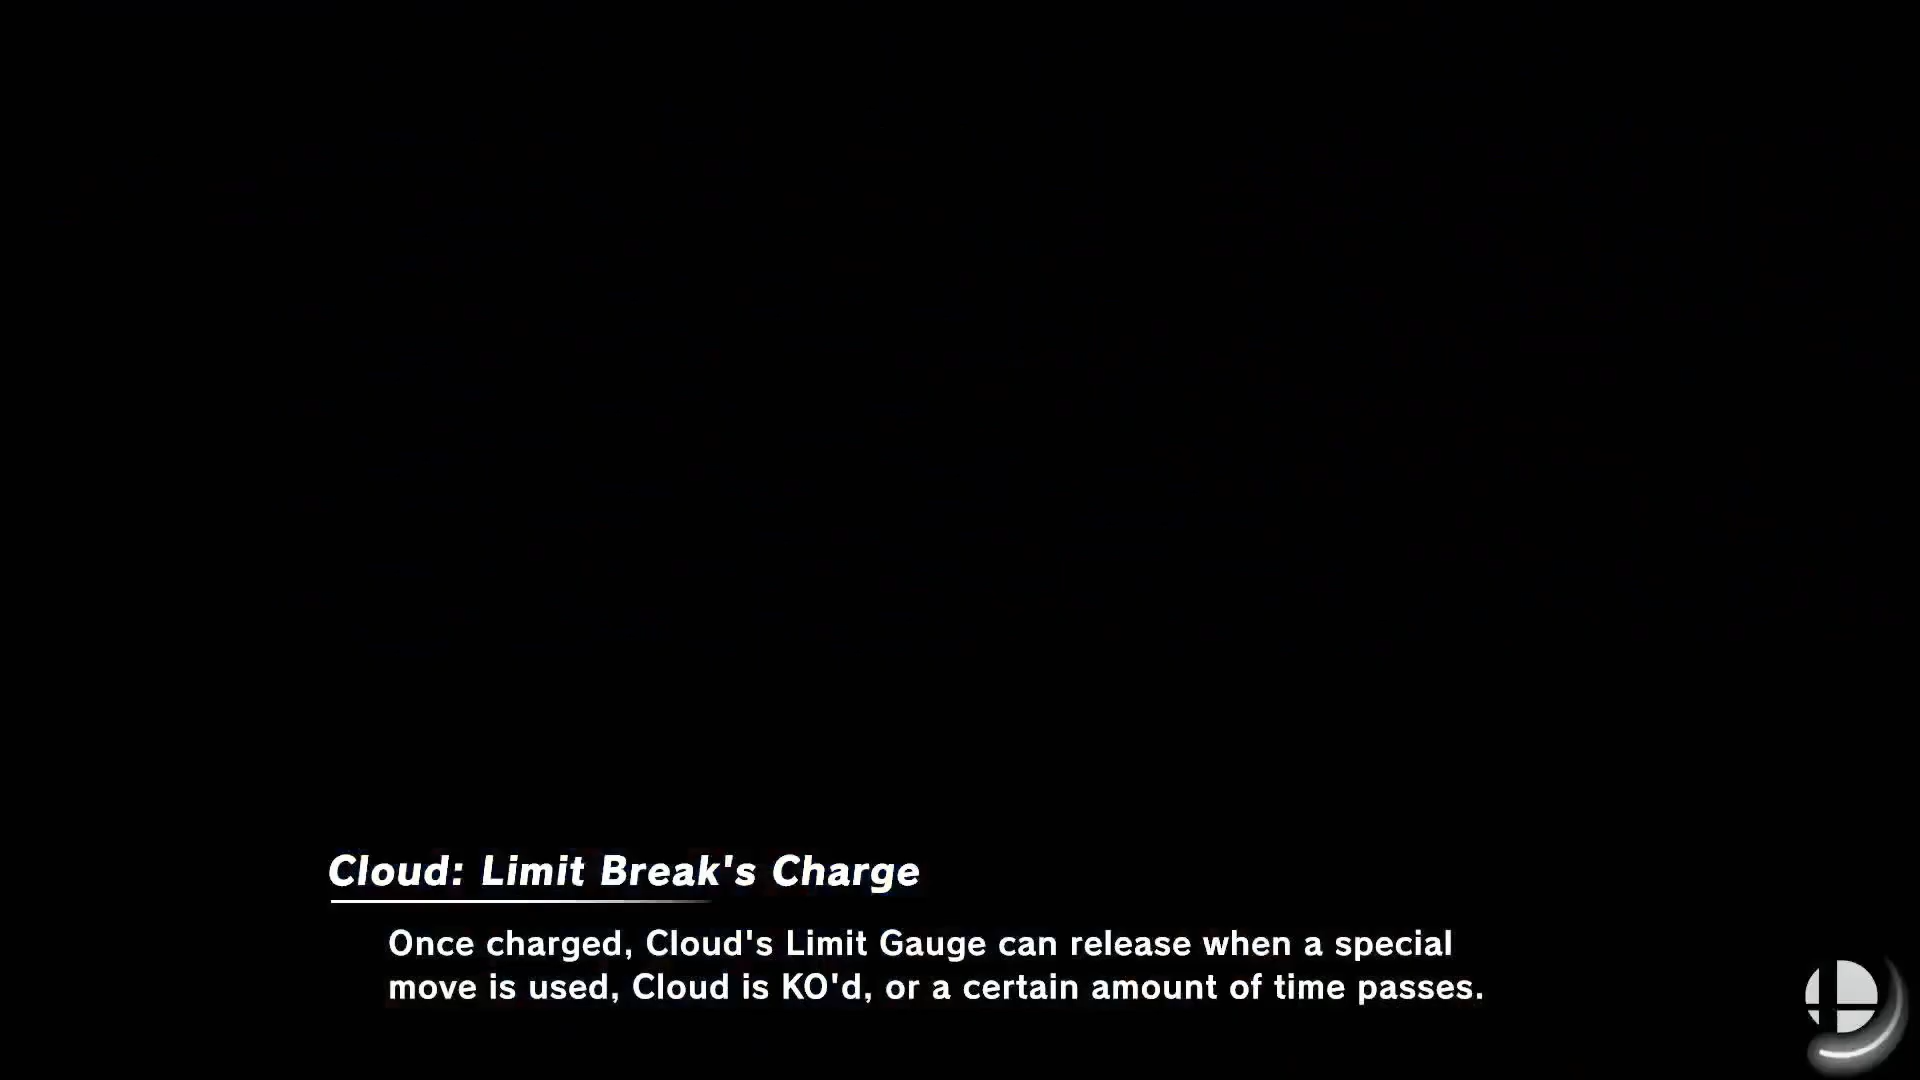 Cloud: Limit Break's Charge
Once charged, Cloud's Limit Gauge can release when a special
move is used, Cloud is KO'd, or a certain amount of time passes.